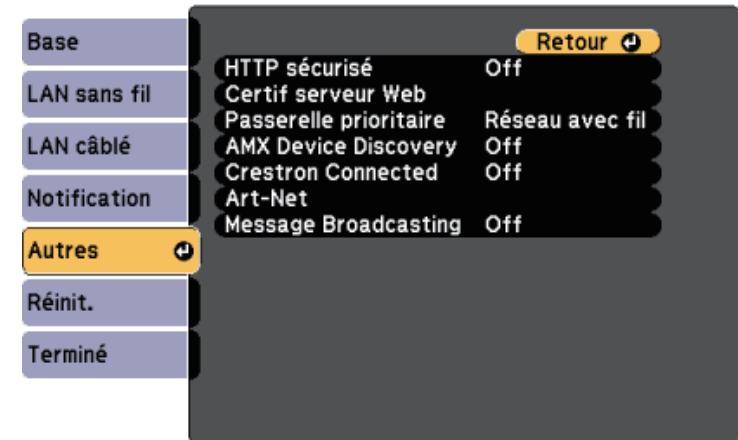 Base
LAN sans fil
LAN câblé
Notification
Autres
Réinit.
Terminé
Retour
HTTP sécurisé Off
Certif serveur Web
Passerelle prioritaire Réseau avec fil
AMX Device Discovery Off
Crestron Connected Off
Art-Net
Message Broadcasting Off